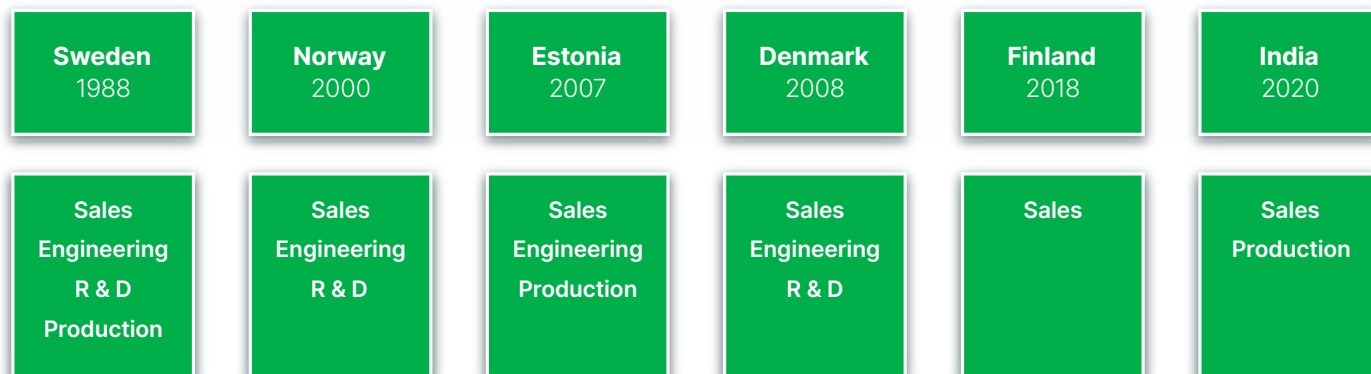 Sweden
1988
Norway
2000
Estonia
2007
Denmark
2008
Finland
2018
India
2020
Sales
Engineering
R & D
Production
Sales
Engineering
R & D
Sales
Engineering
Production
Sales
Engineering
R & D
Sales
Sales
Production